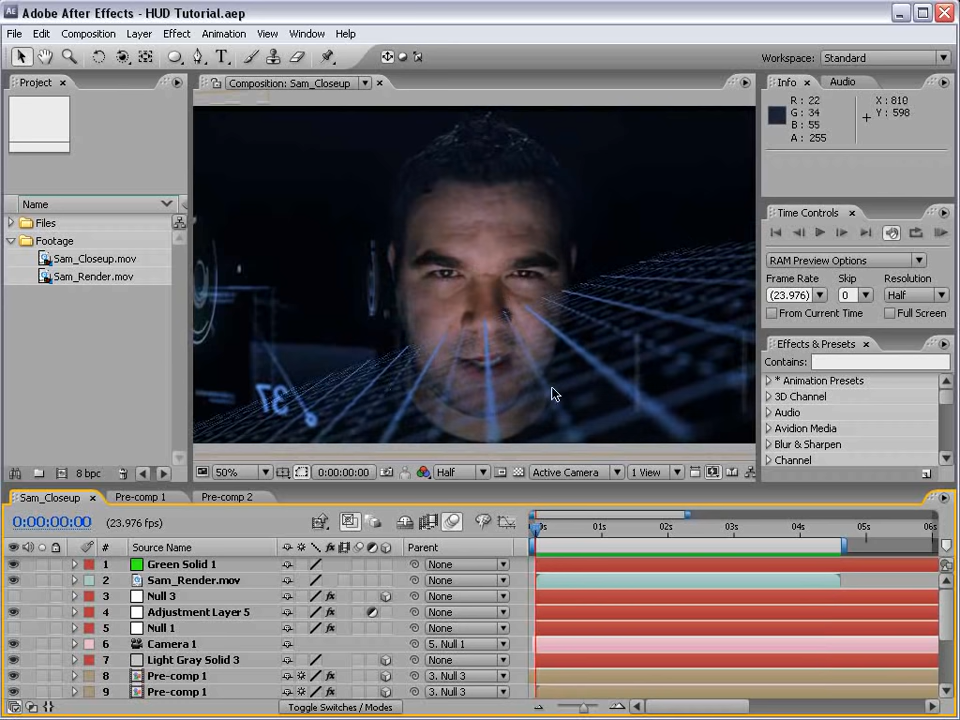 Adobe After Effects - HUD Tutorial.aep
File Edit Composition Layer Effect Animation View Window Help
Workspace: Standard
Project
Composition: Sam_Closeup
Info
Audio
R: 22
G: 34
B: 55
A: 255
X: 810
Y: 598
Name
Files
Footage
Sam_Closeup.mov
Sam_Render.mov
37
Time Controls
RAM Preview Options
Frame Rate Skip Resolution
(23.976) 0 Half
From Current Time Full Screen
Effects & Presets
Contains:
* Animation Presets
3D Channel
Audio
Avidion Media
Blur & Sharpen
Channel
8 bpc
50% 0:00:00:00 Half Active Camera 1 View
Sam_Closeup Pre-comp 1 Pre-comp 2
0:00:00:00 (23.976 fps)
0s 01s 02s 03s 04s 05s 06s
# Source Name Parent
1 Green Solid 1 None
2 Sam_Render.mov None
3 Null 3 None
4 Adjustment Layer 5 None
5 Null 1 None
6 Camera 1 5. Null 1
7 Light Gray Solid 3 None
8 Pre-comp 1 3. Null 3
9 Pre-comp 1 3. Null 3
Toggle Switches / Modes